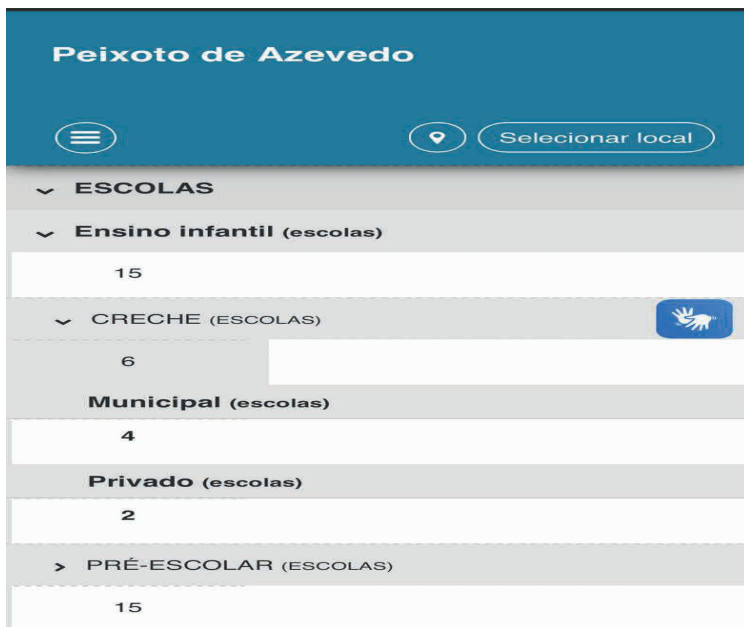 Peixoto de Azevedo
Selecionar local
ESCOLAS
Ensino infantil (escolas)
15
CRECHE (ESCOLAS)
6
Municipal (escolas)
4
Privado (escolas)
2
PRÉ-ESCOLAR (ESCOLAS)
15